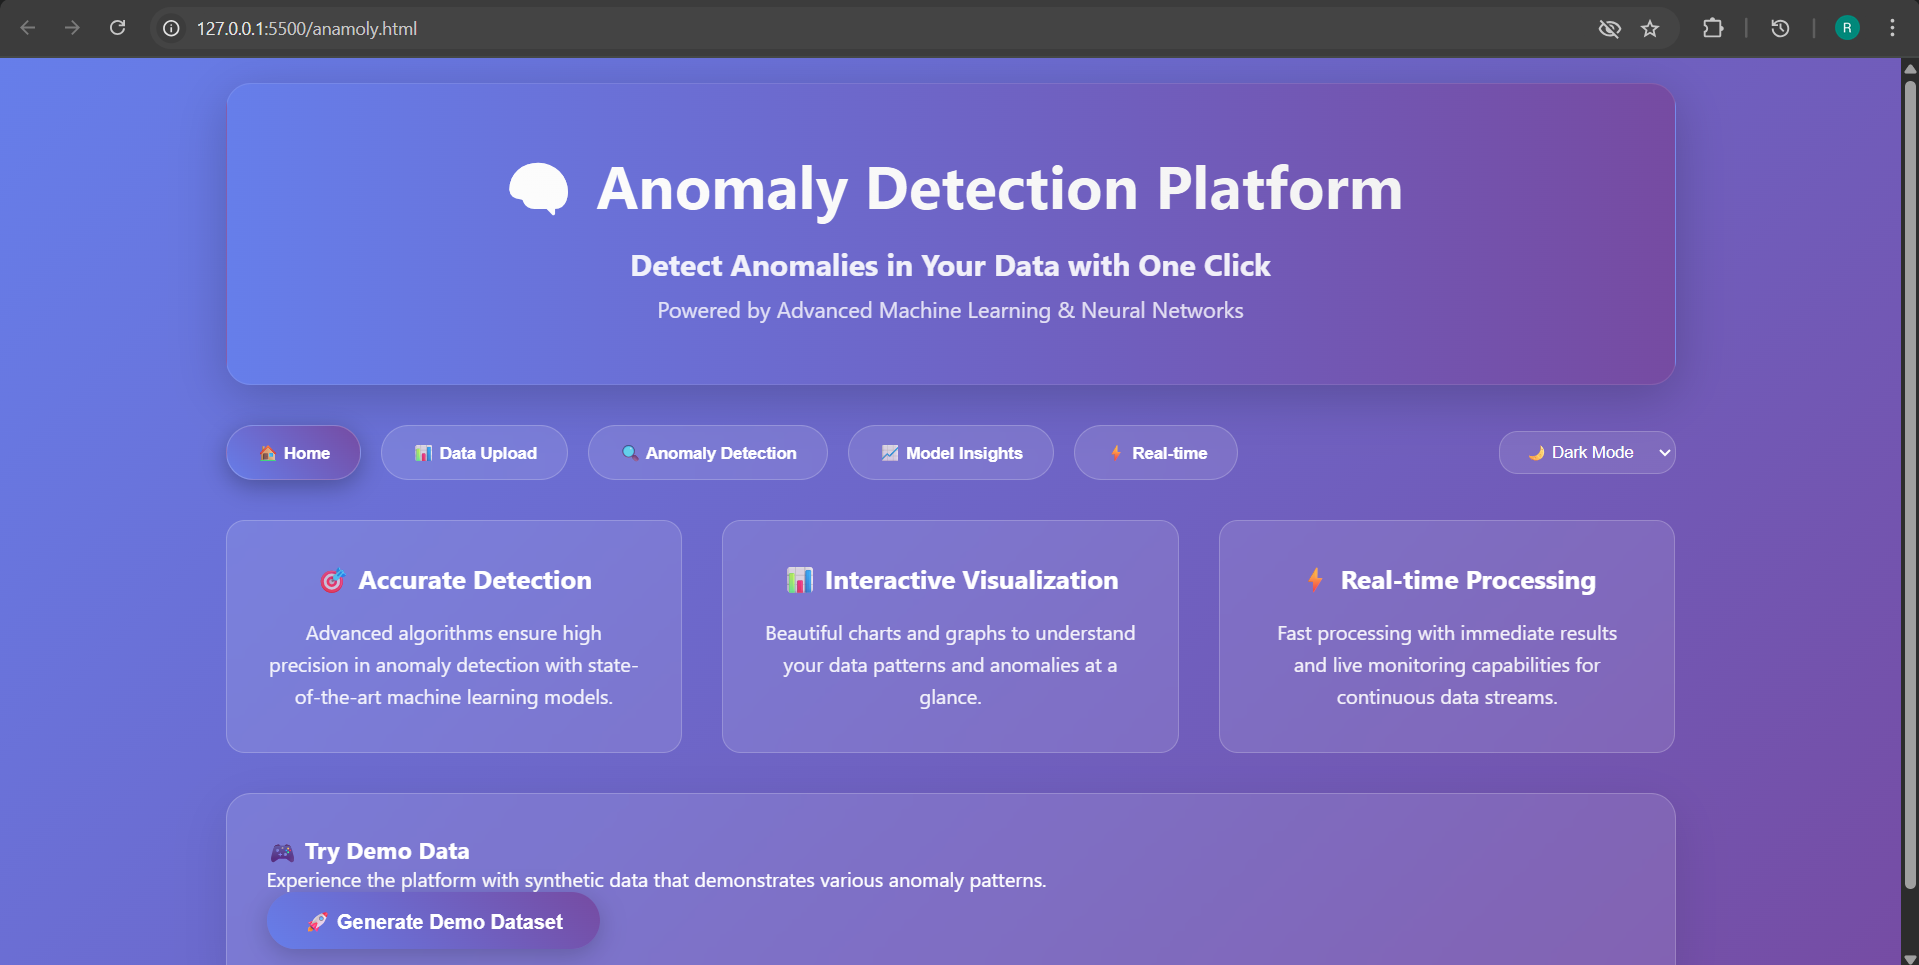 127.0.0.1:5500/anamoly.html
R
Anomaly Detection Platform
Detect Anomalies in Your Data with One Click
Powered by Advanced Machine Learning & Neural Networks
Home
Data Upload
Anomaly Detection
Model Insights
Real-time
Dark Mode
Accurate Detection
Advanced algorithms ensure high
precision in anomaly detection with state-
of-the-art machine learning models.
Interactive Visualization
Beautiful charts and graphs to understand
your data patterns and anomalies at a
glance.
Real-time Processing
Fast processing with immediate results
and live monitoring capabilities for
continuous data streams.
Try Demo Data
Experience the platform with synthetic data that demonstrates various anomaly patterns.
Generate Demo Dataset